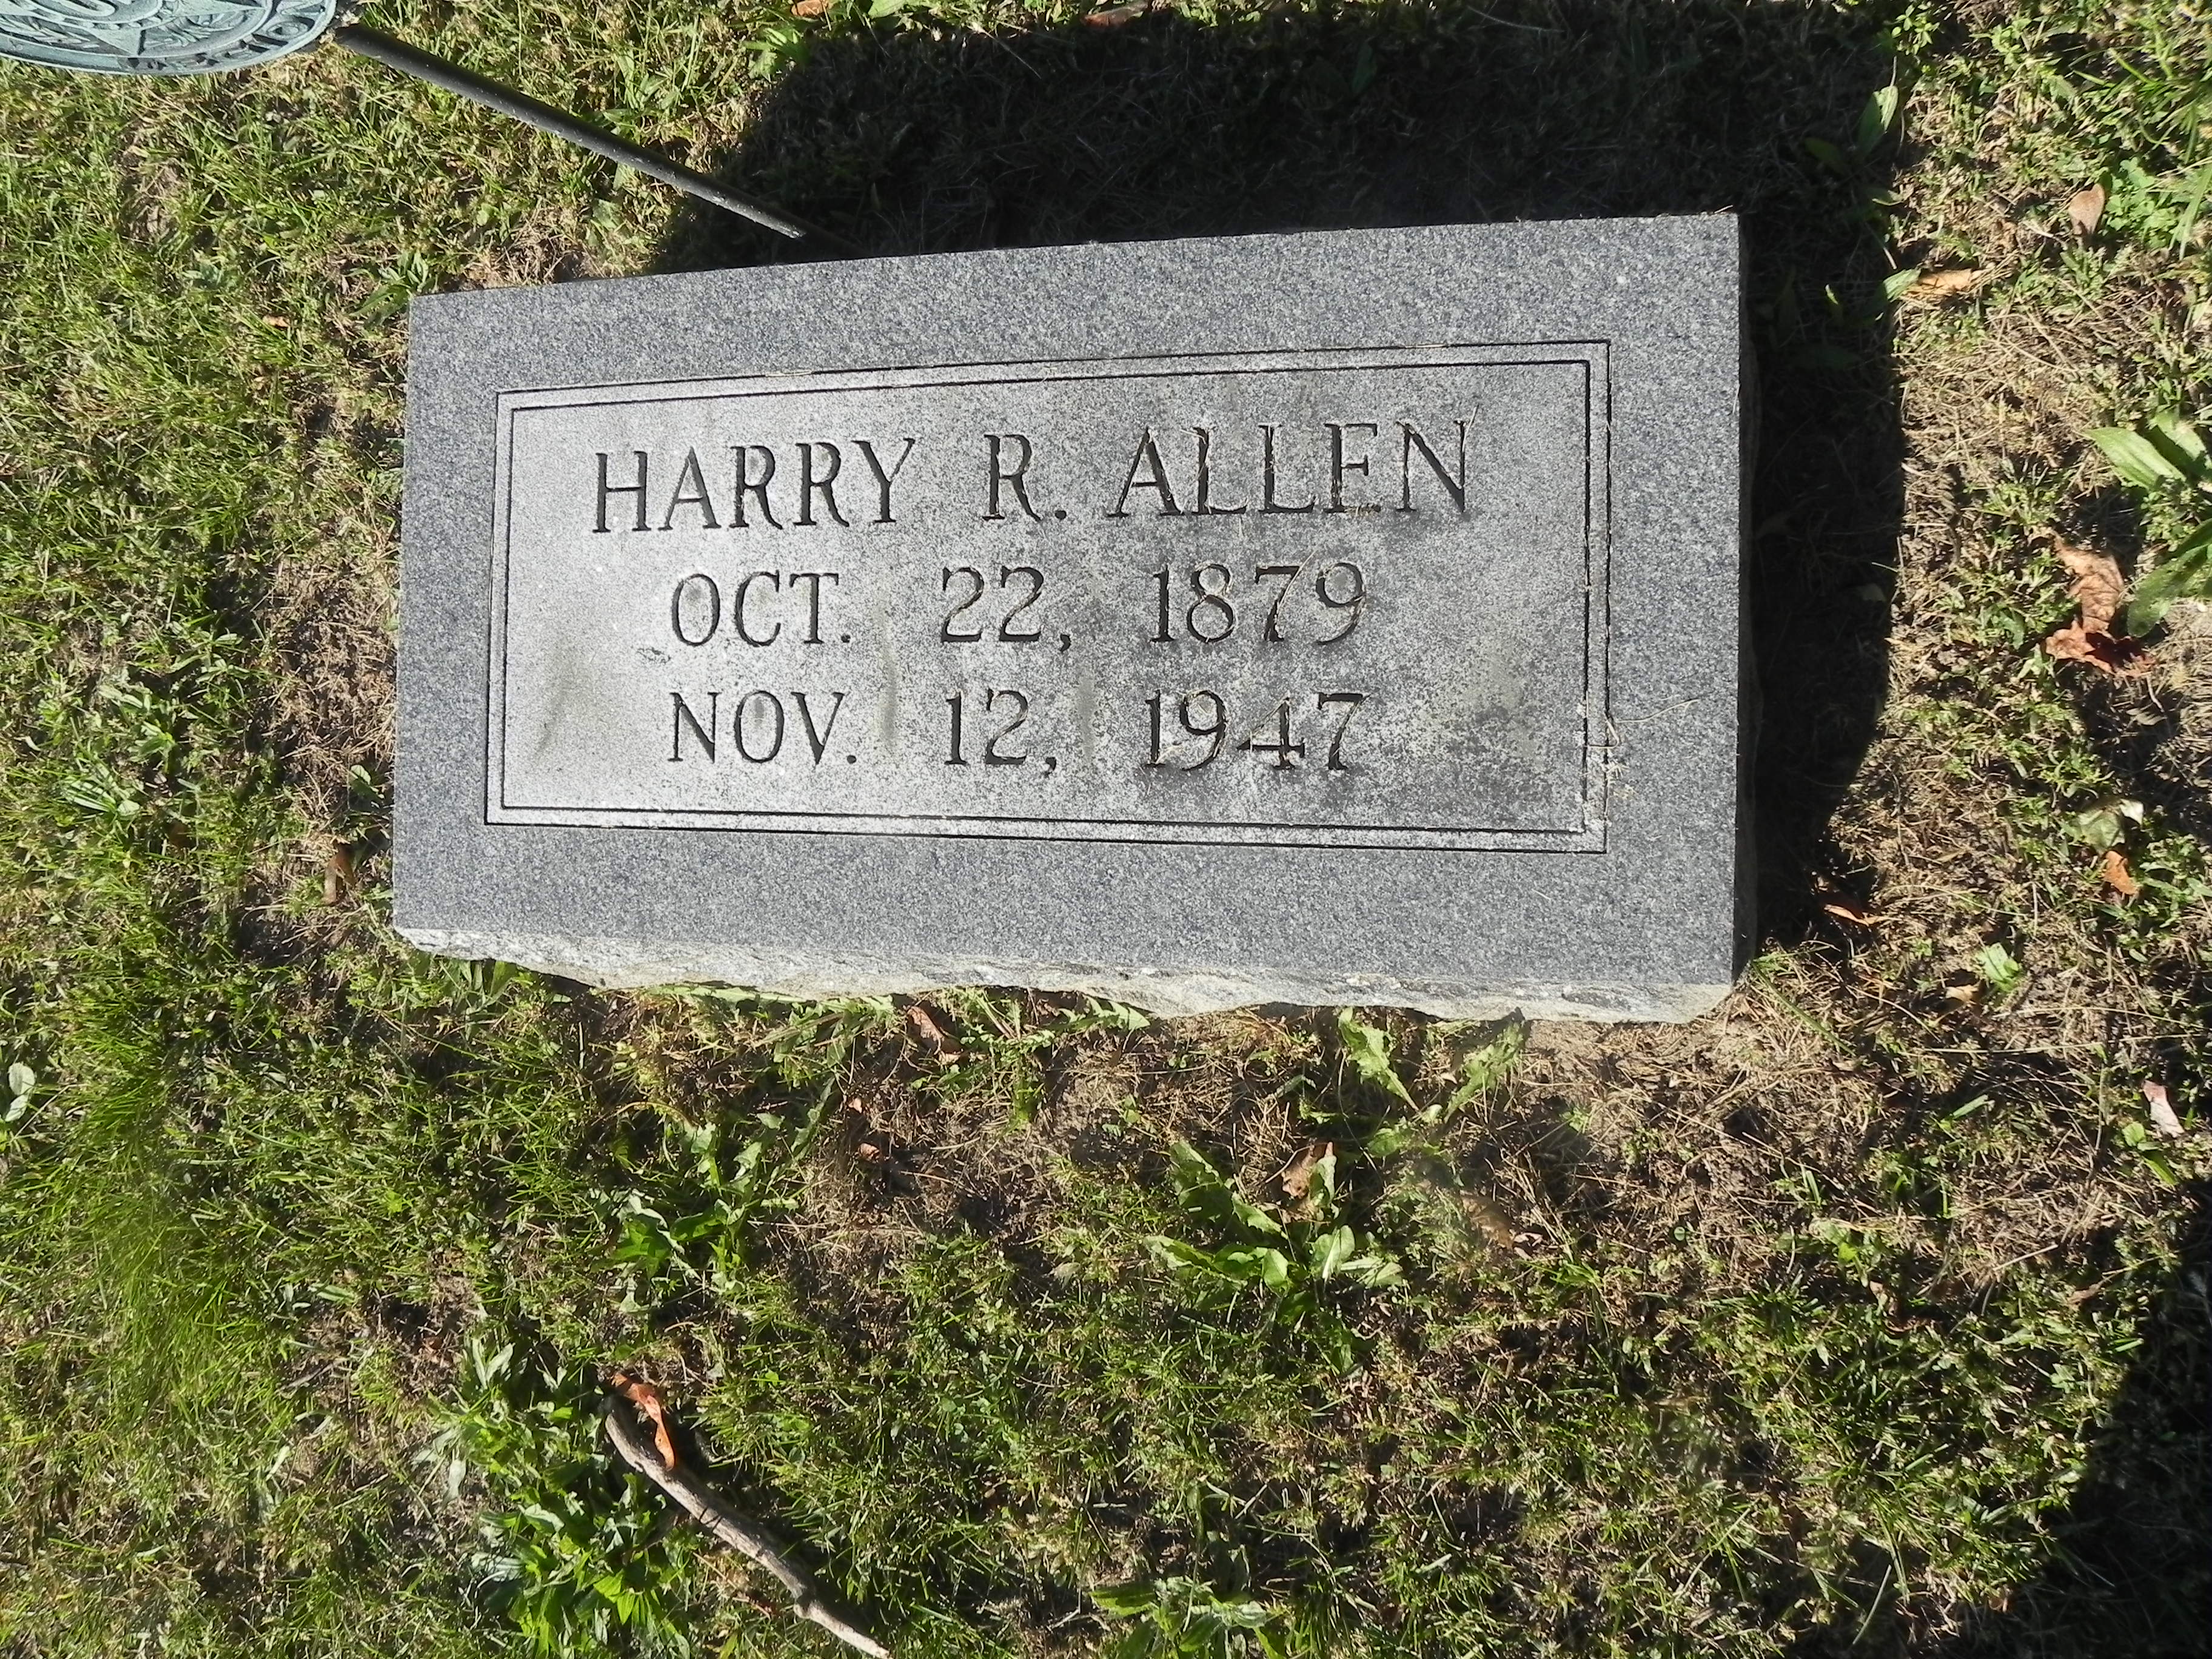 HARRY R. ALLEN
OCT. 22, 1879
NOV. 12, 1947